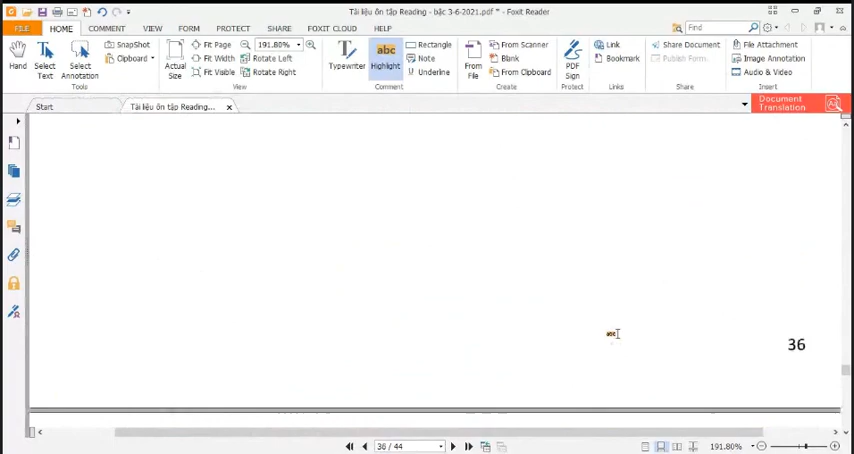 Tài liệu ôn tập Reading - bậc 3-6-2021.pdf * - Foxit Reader
FILE HOME COMMENT VIEW FORM PROTECT SHARE FOXIT CLOUD HELP Find
Hand
Select Text
Select Annotation
SnapShot
Clipboard
Tools
Actual Size
Fit Page
Fit Width
Fit Visible
191.80%
Rotate Left
Rotate Right
View
Typewriter
abc
Highlight
Rectangle
Note
Underline
Comment
From File
From Scanner
Blank
From Clipboard
Create
PDF Sign
Protect
Link
Bookmark
Links
Share Document
Publish Form
Share
File Attachment
Image Annotation
Audio & Video
Insert
Start Tài liệu ôn tập Reading... x
Document Translation
abc
36
36 / 44 191.80%